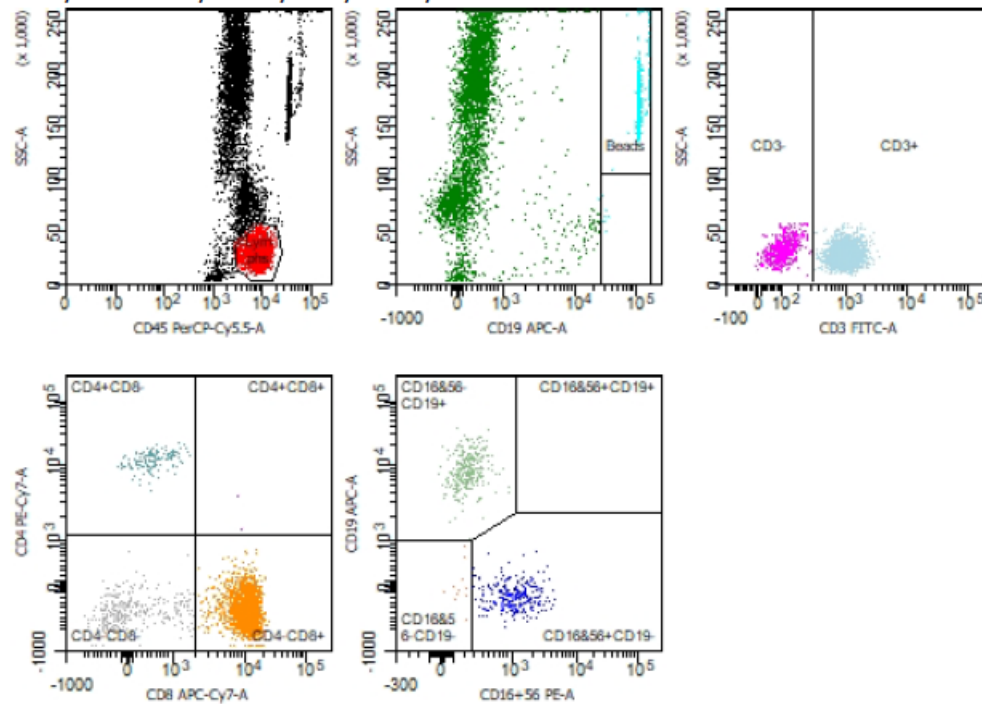 (x 1,000)
SSC-A
250
200
150
100
50
0
0 10 10² 10³ 10⁴ 10⁵
CD45 PerCP-Cy5.5-A
(x 1,000)
SSC-A
250
200
150
100
50
0
Beads
-1000 0 10³ 10⁴ 10⁵
CD19 APC-A
(x 1,000)
SSC-A
250
200
150
100
50
0
CD3- CD3+
-100 0 10² 10³ 10⁴ 10⁵
CD3 FITC-A
CD4+CD8- CD4+CD8+
CD4 PE-Cy7-A
10⁵
10⁴
10³
0
-1000
CD4-CD8- CD4-CD8+
-1000 0 10³ 10⁴ 10⁵
CD8 APC-Cy7-A
CD16&56-
CD19+
CD16&56+CD19+
CD19 APC-A
10⁵
10⁴
10³
0
-1000
CD16&5
6-CD19-
CD16&56+CD19-
-300 0 10³ 10⁴ 10⁵
CD16+56 PE-A